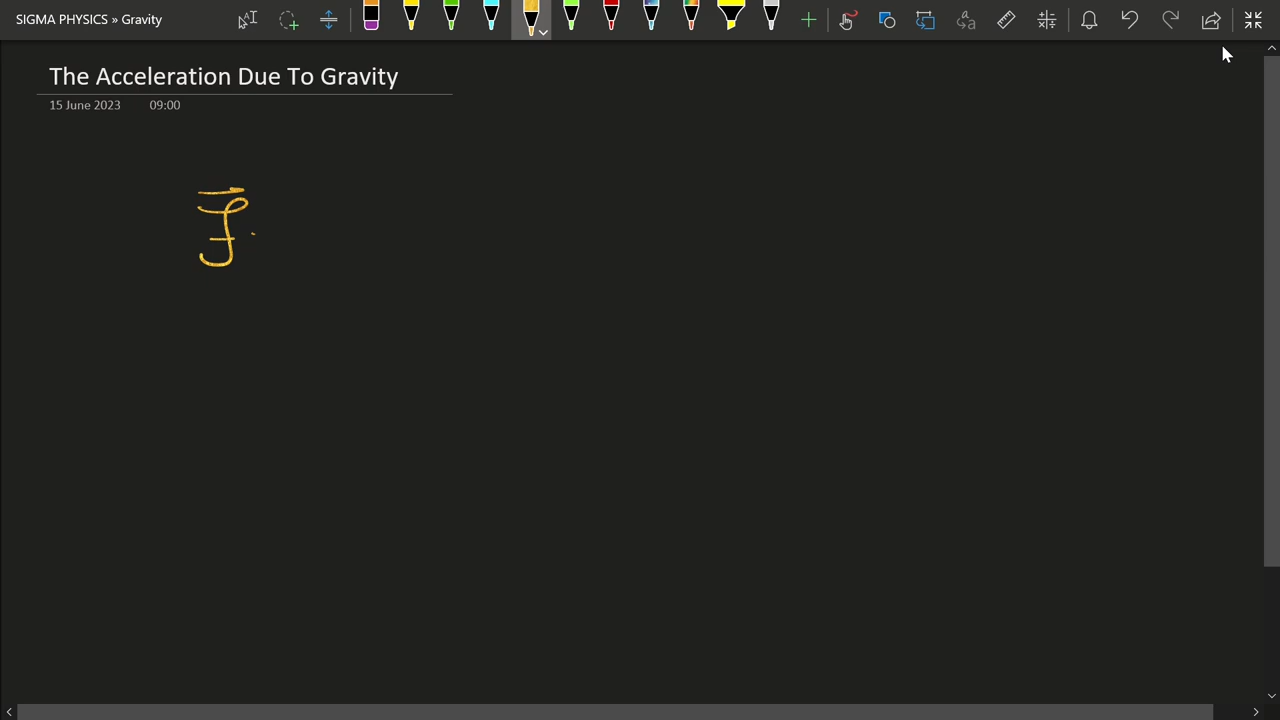 SIGMA PHYSICS » Gravity
The Acceleration Due To Gravity
15 June 2023 09:00
F